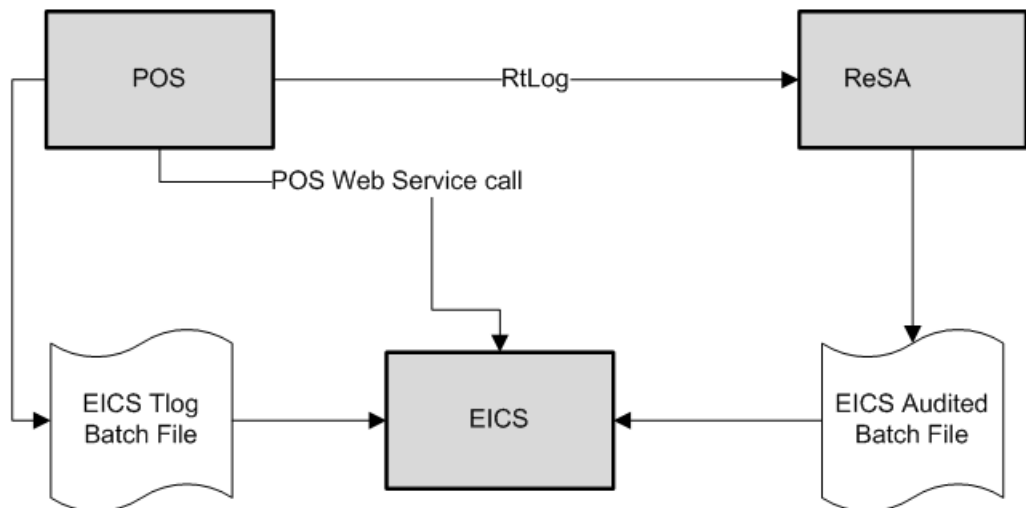 POS
RtLog
ReSA
POS Web Service call
EICS Tlog
Batch File
EICS
EICS Audited
Batch File